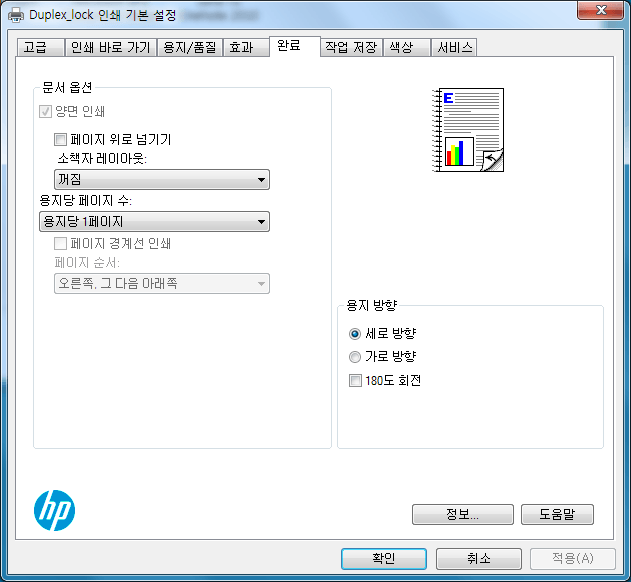 Duplex_lock 인쇄 기본 설정
고급 인쇄 바로 가기 용지/품질 효과 완료 작업 저장 색상 서비스
문서 옵션
양면 인쇄
페이지 위로 넘기기
소책자 레이아웃:
꺼짐
용지당 페이지 수:
용지당 1페이지
페이지 경계선 인쇄
페이지 순서:
오른쪽, 그 다음 아래쪽
E
용지 방향
세로 방향
가로 방향
180도 회전
hp
정보... 도움말
확인 취소 적용(A)